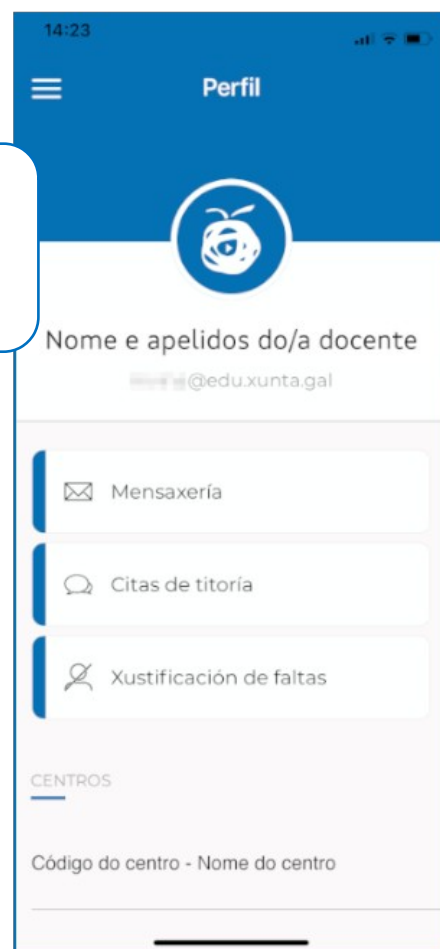 14:23
Perfil
Nome e apelidos do/a docente
@edu.xunta.gal
Mensaxería
Citas de titoría
Xustificación de faltas
CENTROS
Código do centro - Nome do centro